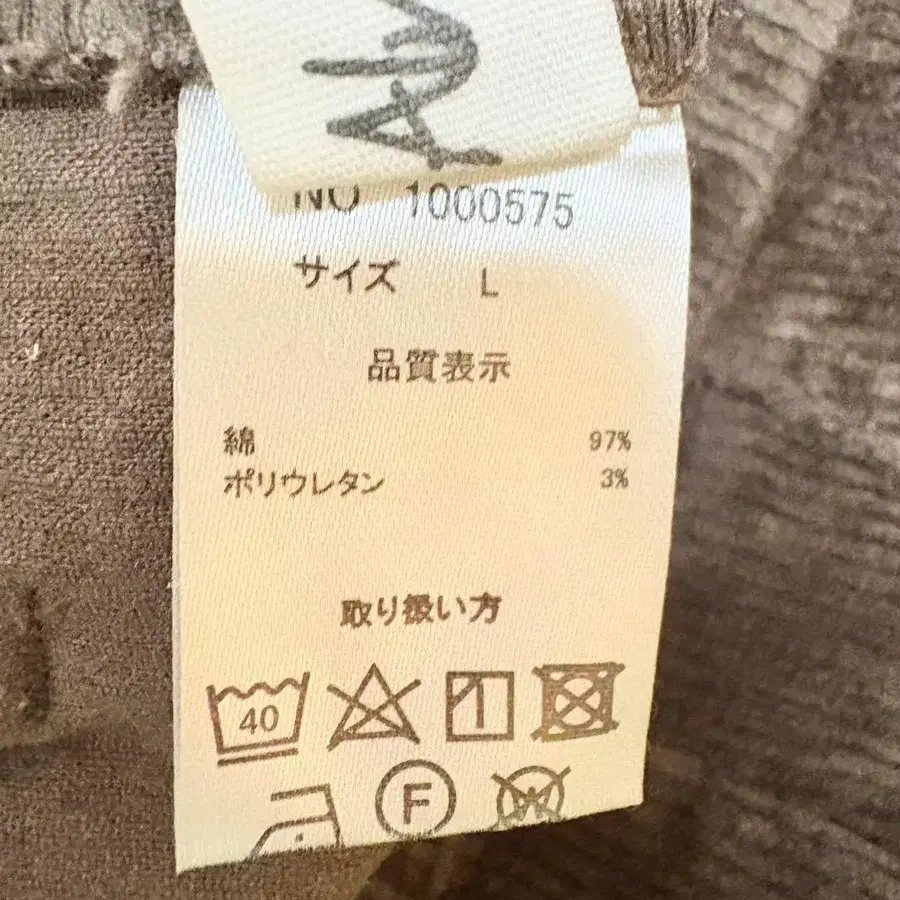 NO 1000575
サイズ L
品質表示
綿 97%
ポリウレタン 3%
取り扱い方
40
F
W